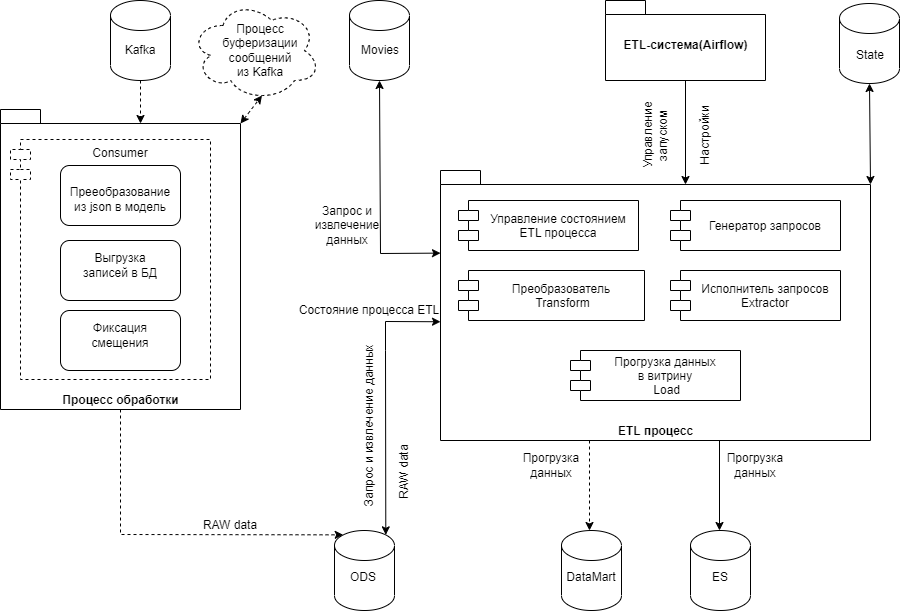 Kafka
Процесс
буферизации
сообщений
из Kafka
Movies
ETL-система(Airflow)
State
Управление
запуском
Настройки
Consumer
Прееобразование
из json в модель
Выгрузка
записей в БД
Фиксация
смещения
Процесс обработки
Запрос и
извлечение
данных
Управление состоянием
ETL процесса
Генератор запросов
Преобразователь
Transform
Исполнитель запросов
Extractor
Прогрузка данных
в витрину
Load
ETL процесс
Состояние процесса ETL
Запрос и извлечение данных
RAW data
Прогрузка
данных
Прогрузка
данных
RAW data
ODS
DataMart
ES